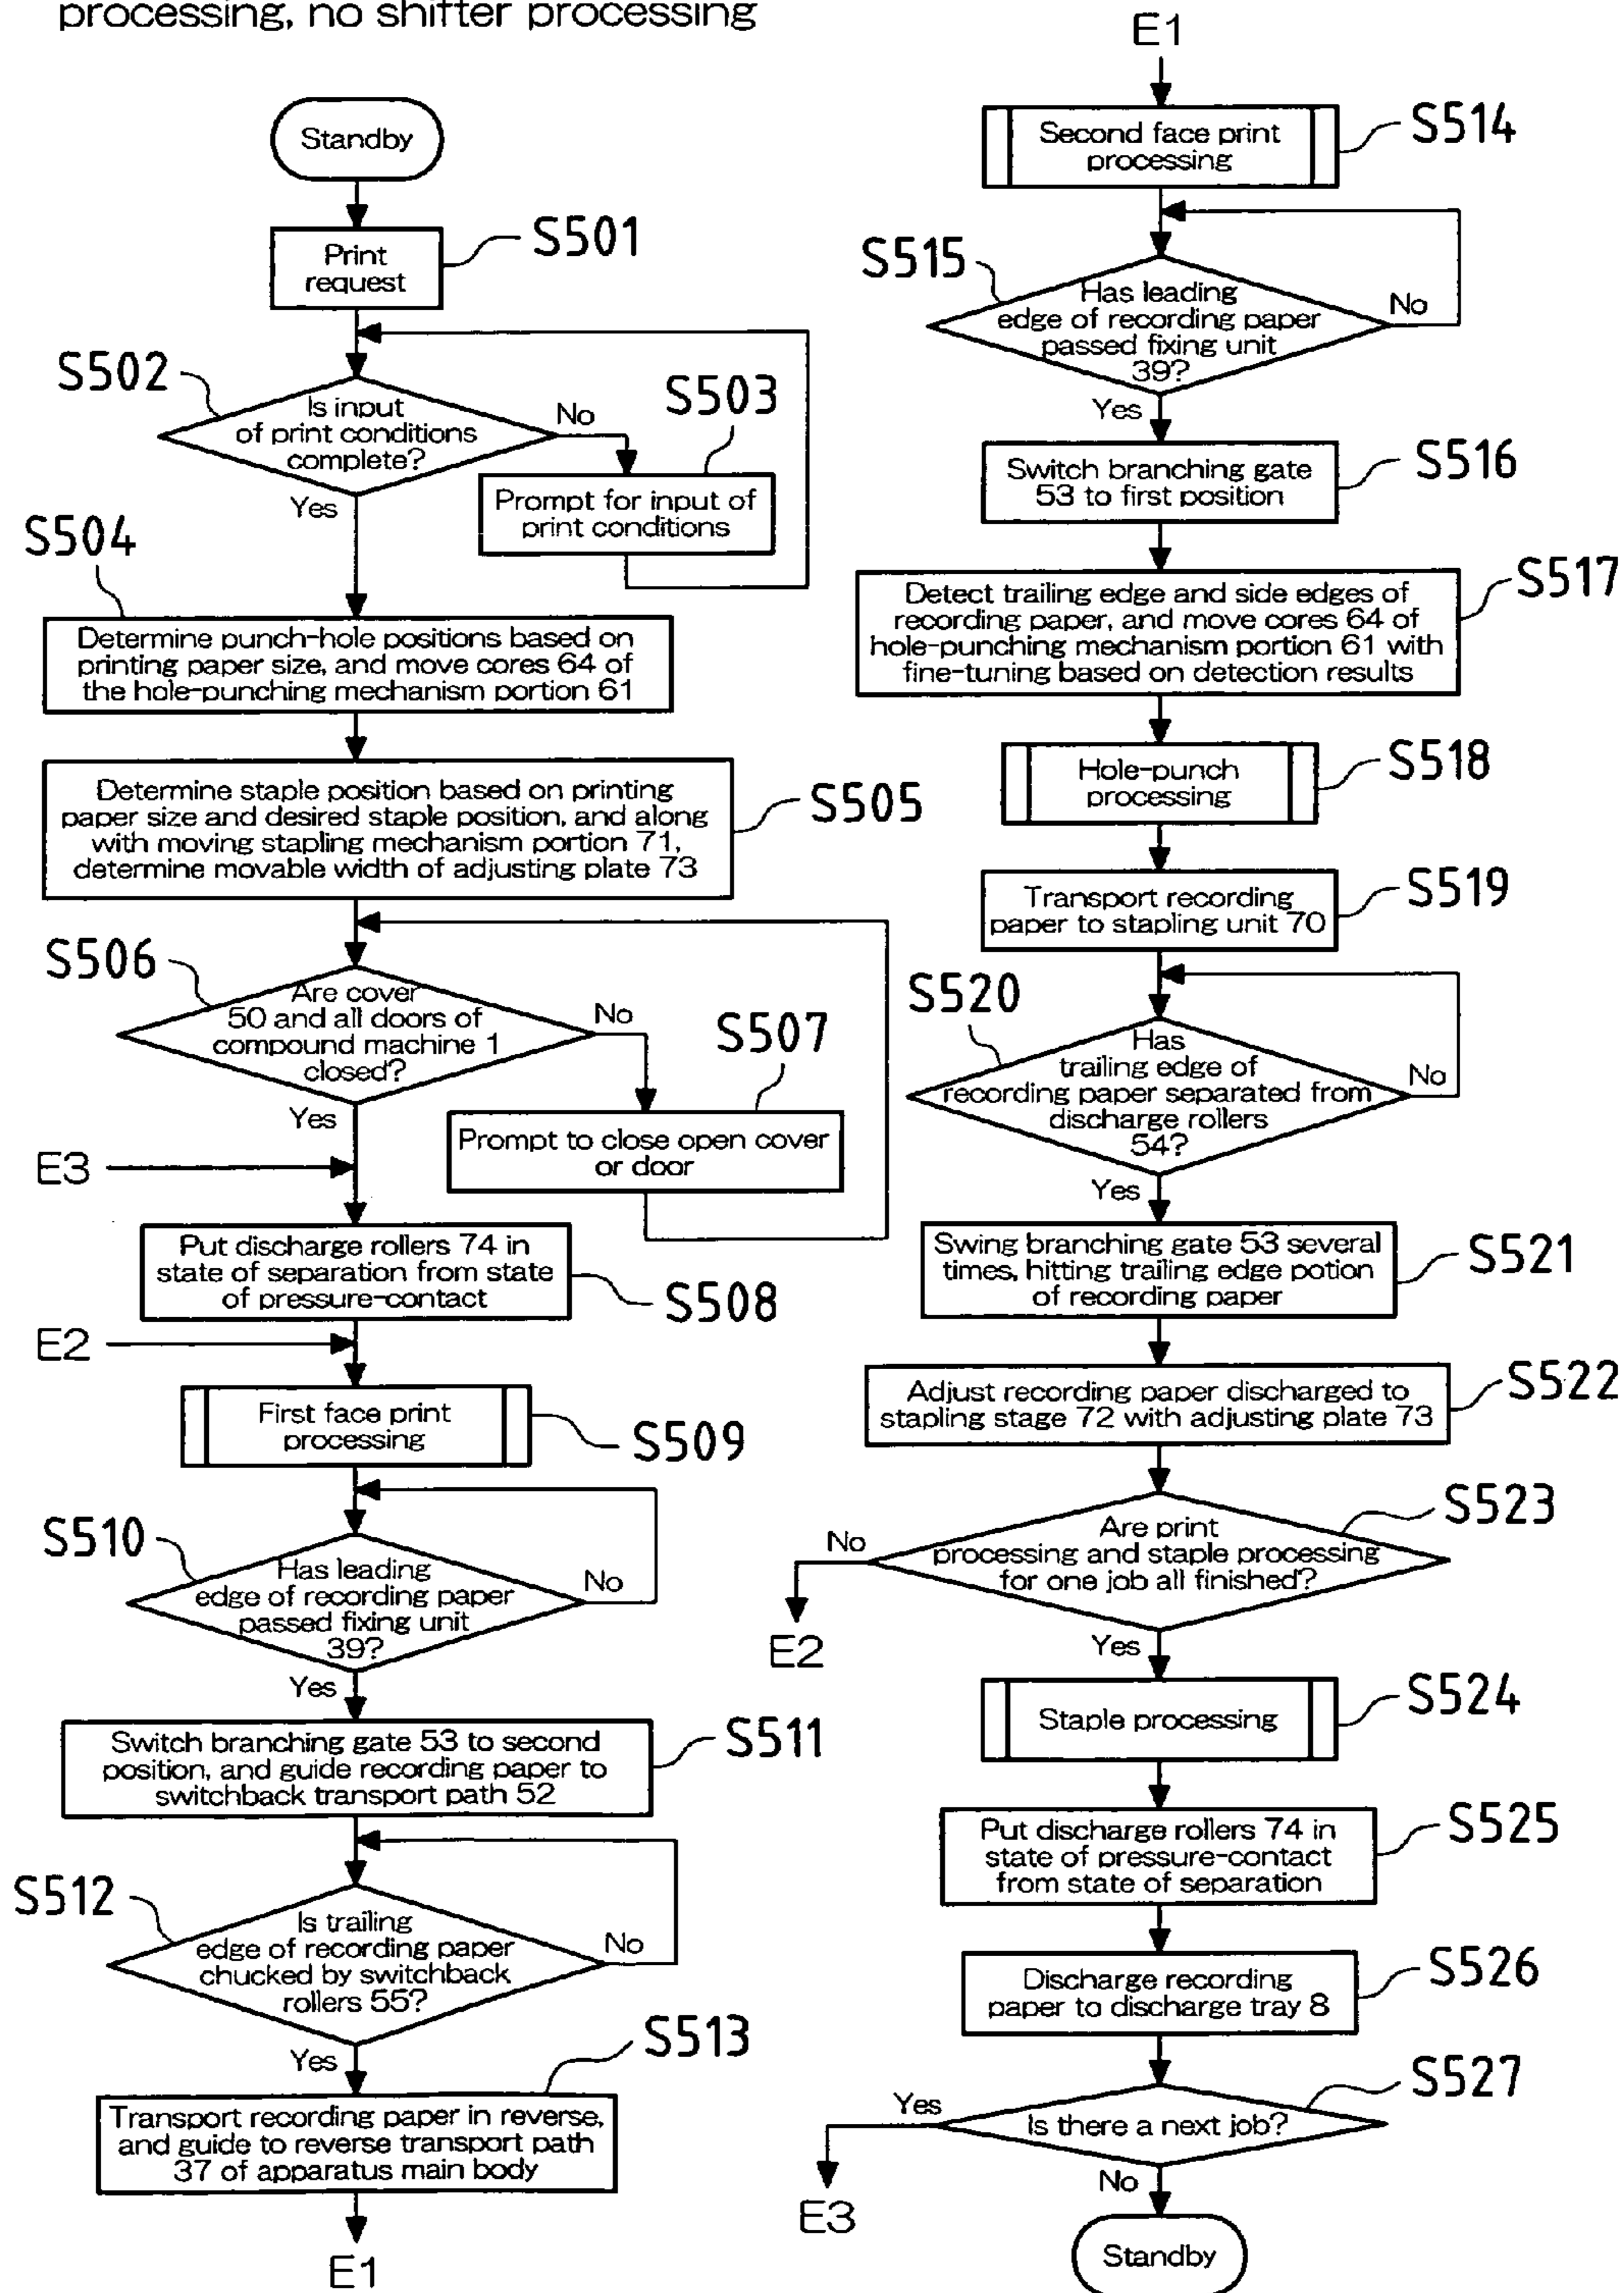 processing, no shifter processing
Standby
Print
request
S501
S502
Is input
of print conditions
complete?
No
Yes
S503
Prompt for input of
print conditions
S504
Determine punch-hole positions based on
printing paper size, and move cores 64 of
the hole-punching mechanism portion 61
Determine staple position based on printing
paper size and desired staple position, and along
with moving stapling mechanism portion 71,
determine movable width of adjusting plate 73
S505
S506
Are cover
50 and all doors of
compound machine 1
closed?
No
Yes
S507
Prompt to close open cover
or door
E3
Put discharge rollers 74 in
state of separation from state
of pressure-contact
S508
E2
First face print
processing
S509
S510
Has leading
edge of recording paper
passed fixing unit
39?
No
Yes
Switch branching gate 53 to second
position, and guide recording paper to
switchback transport path 52
S511
S512
Is trailing
edge of recording paper
chucked by switchback
rollers 55?
No
Yes
S513
Transport recording paper in reverse,
and guide to reverse transport path
37 of apparatus main body
E1
E1
Second face print
processing
S514
S515
Has leading
edge of recording paper
passed fixing unit
39?
No
Yes
Switch branching gate
53 to first position
S516
Detect trailing edge and side edges of
recording paper, and move cores 64 of
hole-punching mechanism portion 61 with
fine-tuning based on detection results
S517
Hole-punch
processing
S518
Transport recording
paper to stapling unit 70
S519
S520
Has
trailing edge of
recording paper separated from
discharge rollers
54?
No
Yes
Swing branching gate 53 several
times, hitting trailing edge potion
of recording paper
S521
Adjust recording paper discharged to
stapling stage 72 with adjusting plate 73
S522
Are print
processing and staple processing
for one job all finished?
S523
No
E2
Yes
Staple processing
S524
Put discharge rollers 74 in
state of pressure-contact
from state of separation
S525
Discharge recording
paper to discharge tray 8
S526
Is there a next job?
S527
Yes
E3
No
Standby